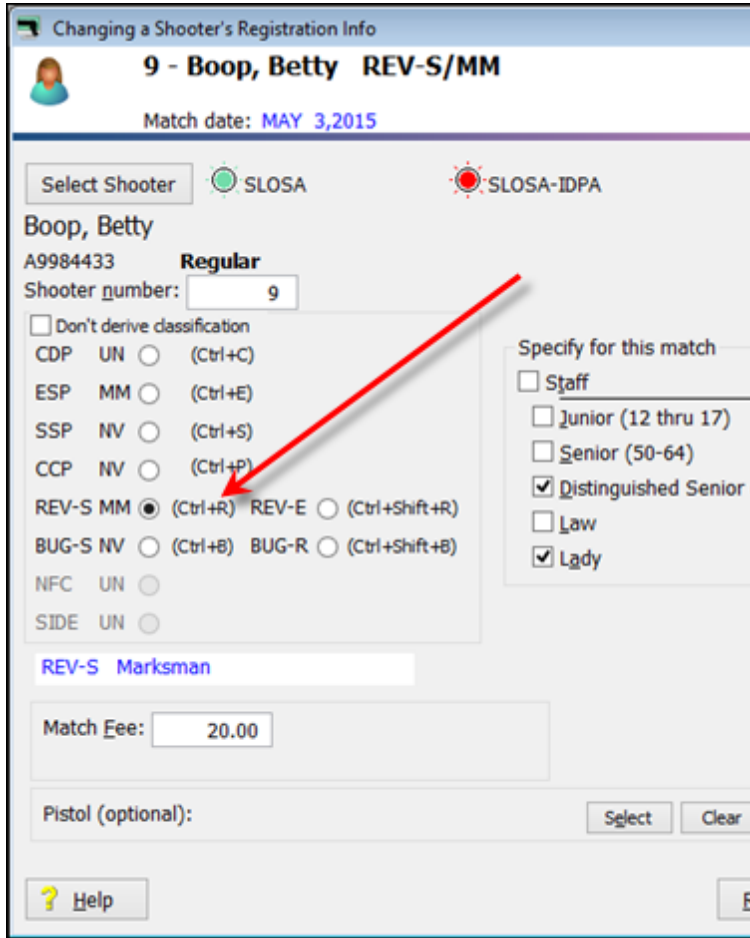 Changing a Shooter's Registration Info
9 - Boop, Betty REV-S/MM
Match date: MAY 3,2015
Select Shooter SLOSA SLOSA-IDPA
Boop, Betty
A9984433 Regular
Shooter number: 9
Don't derive classification
CDP UN (Ctrl+C)
ESP MM (Ctrl+E)
SSP NV (Ctrl+S)
CCP NV (Ctrl+P)
REV-S MM (Ctrl+R) REV-E (Ctrl+Shift+R)
BUG-S NV (Ctrl+B) BUG-R (Ctrl+Shift+B)
NFC UN
SIDE UN
Specify for this match
Staff
Junior (12 thru 17)
Senior (50-64)
Distinguished Senior
Law
Lady
REV-S Marksman
Match Fee: 20.00
Pistol (optional): Select Clear
? Help